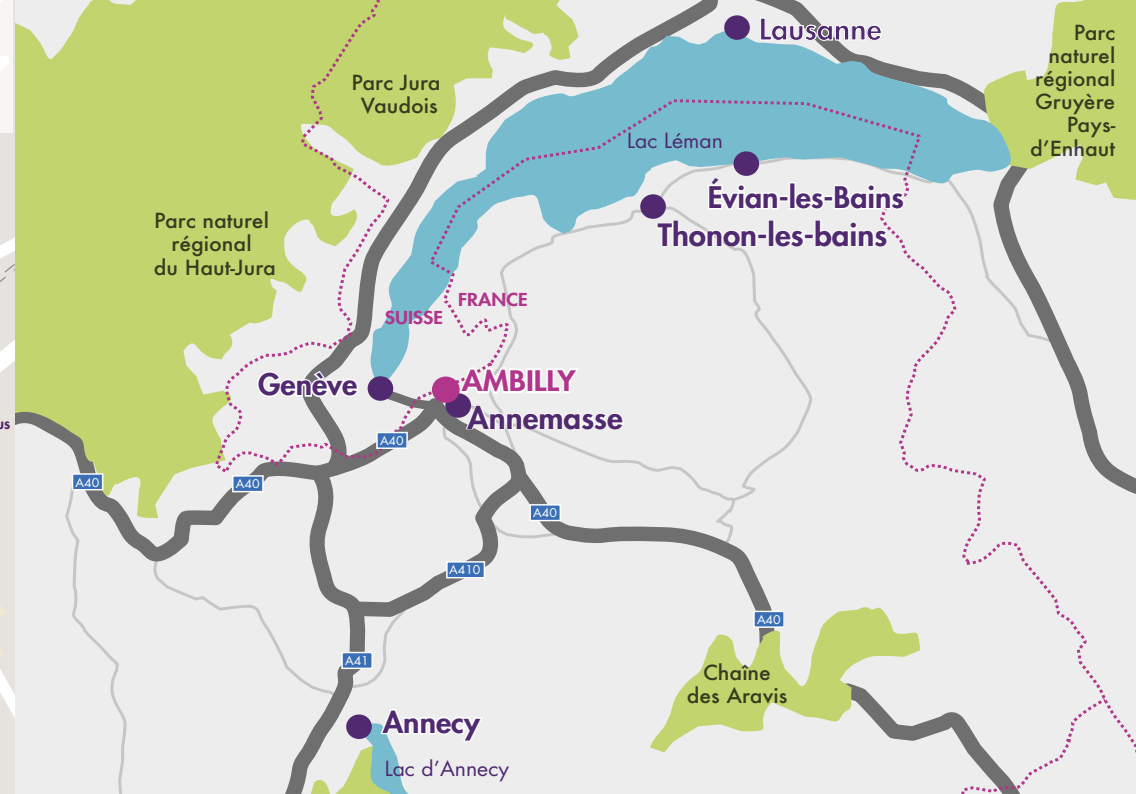 Lausanne
Parc
naturel
régional
Gruyère
Pays-
d'Enhaut
Parc Jura
Vaudois
Lac Léman
Évian-les-Bains
Thonon-les-bains
Parc naturel
régional
du Haut-Jura
FRANCE
SUISSE
Genève
AMBILLY
Annemasse
us
A40
A40
A40
A40
A410
A40
A41
Chaîne
des Aravis
Annecy
Lac d'Annecy